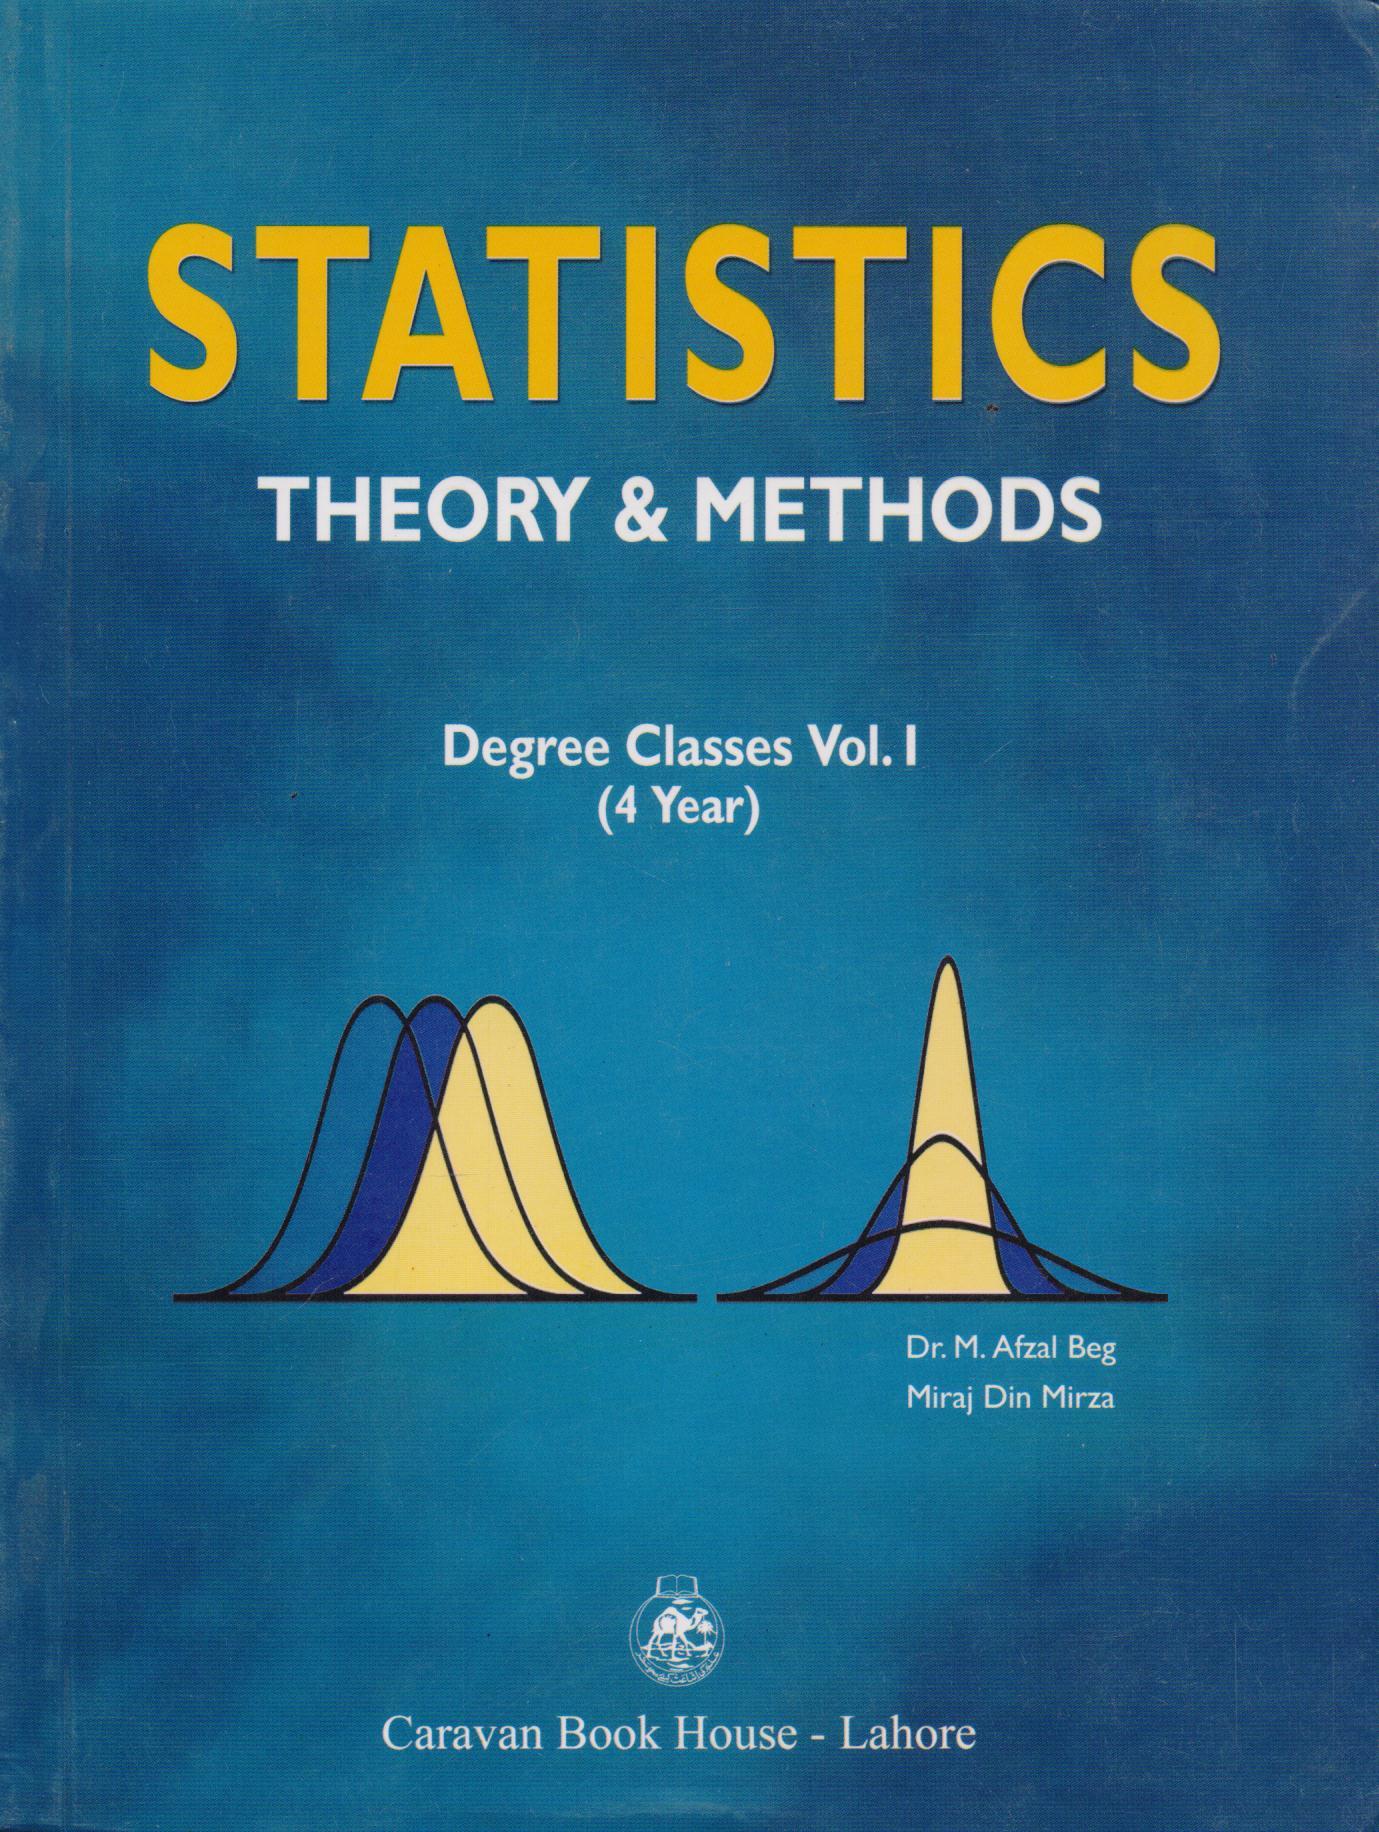 STATISTICS
THEORY & METHODS
Degree Classes Vol. I
(4 Year)
Dr. M. Afzal Beg
Miraj Din Mirza
Caravan Book House - Lahore